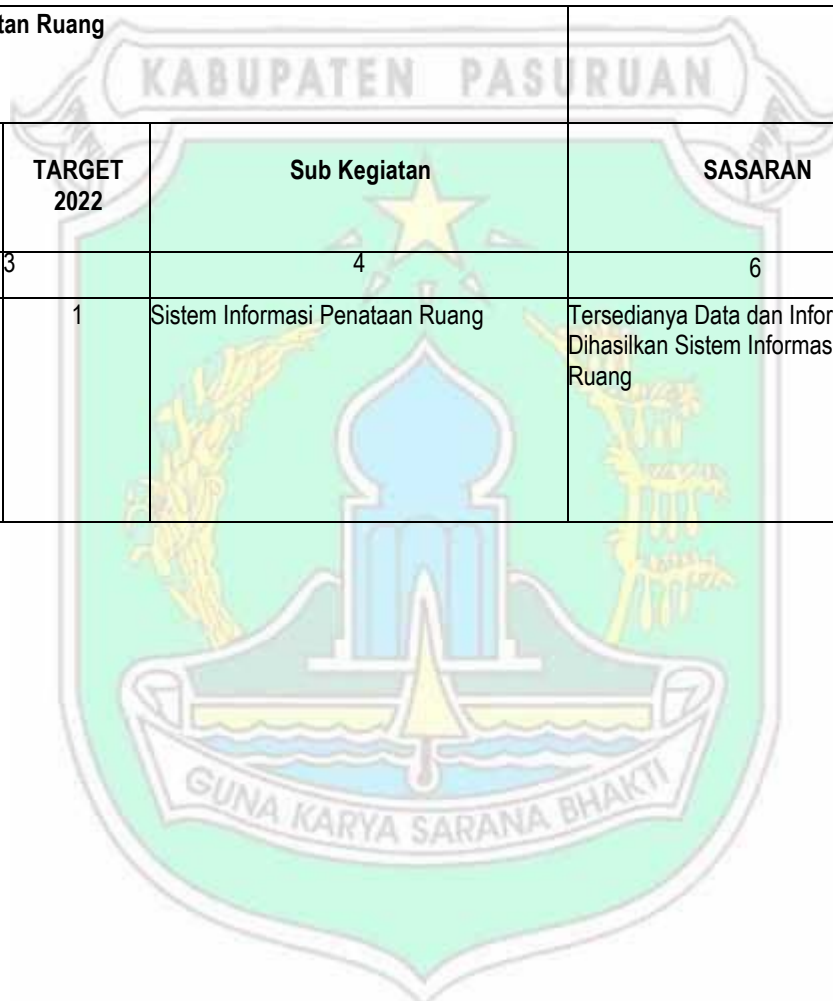 tan Ruang
KABUPATEN PASURUAN
TARGET
2022
Sub Kegiatan
SASARAN
3
4
6
1
Sistem Informasi Penataan Ruang
Tersedianya Data dan Infor
Dihasilkan Sistem Informas
Ruang
GUNA KARYA SARANA BHAKTI